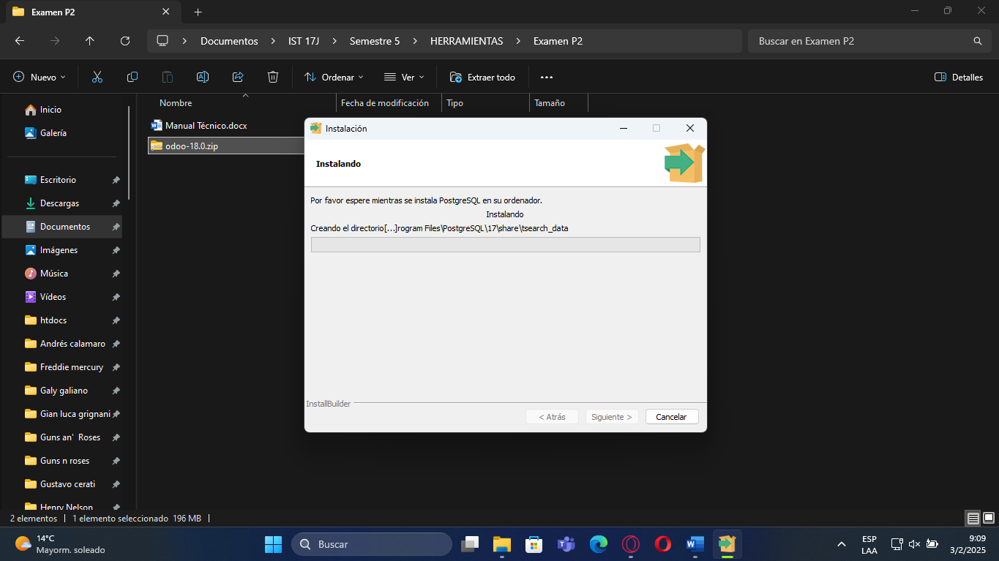 Examen P2
Documentos > IST 17J > Semestre 5 > HERRAMIENTAS > Examen P2
Buscar en Examen P2
Nuevo
Ordenar
Ver
Extraer todo
Detalles
Nombre
Fecha de modificación
Tipo
Tamaño
Inicio
Galería
Escritorio
Descargas
Documentos
Imágenes
Música
Vídeos
htdocs
Andrés calamaro
Freddie mercury
Galy galiano
Gian luca grignani
Guns an' Roses
Guns n roses
Gustavo cerati
Henry Nelson
Manual Técnico.docx
odoo-18.0.zip
Instalación
Instalando
Por favor espere mientras se instala PostgreSQL en su ordenador.
Instalando
Creando el directorio[...]rogram Files\PostgreSQL\17\share\tsearch_data
InstallBuilder
< Atrás
Siguiente >
Cancelar
2 elementos
1 elemento seleccionado 196 MB
14°C
Mayorm. soleado
Buscar
ESP
LAA
9:09
3/2/2025